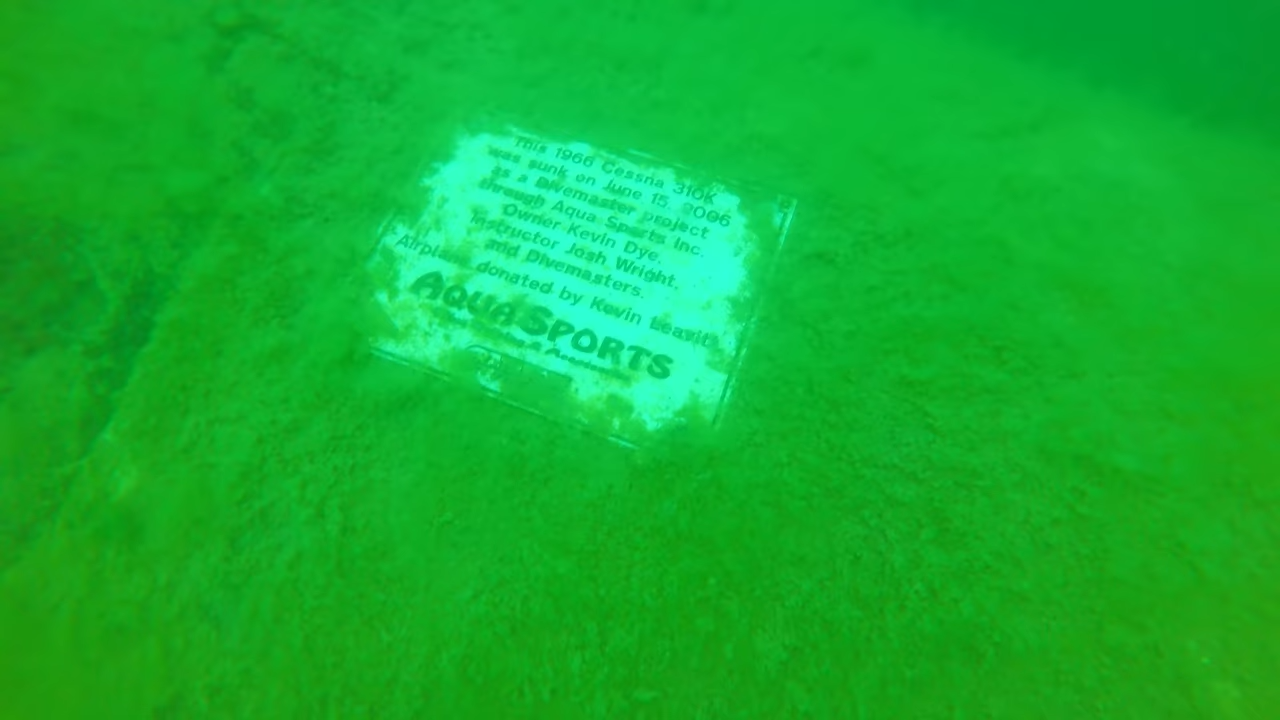 This 1966 Cessna 310K
was sunk on June 15, 2006
as a Divemaster project
through Aqua Sports Inc.
Owner Kevin Dye,
Instructor Josh Wright,
and Divemasters.
Airplane donated by Kevin Leavitt
AQUA SPORTS